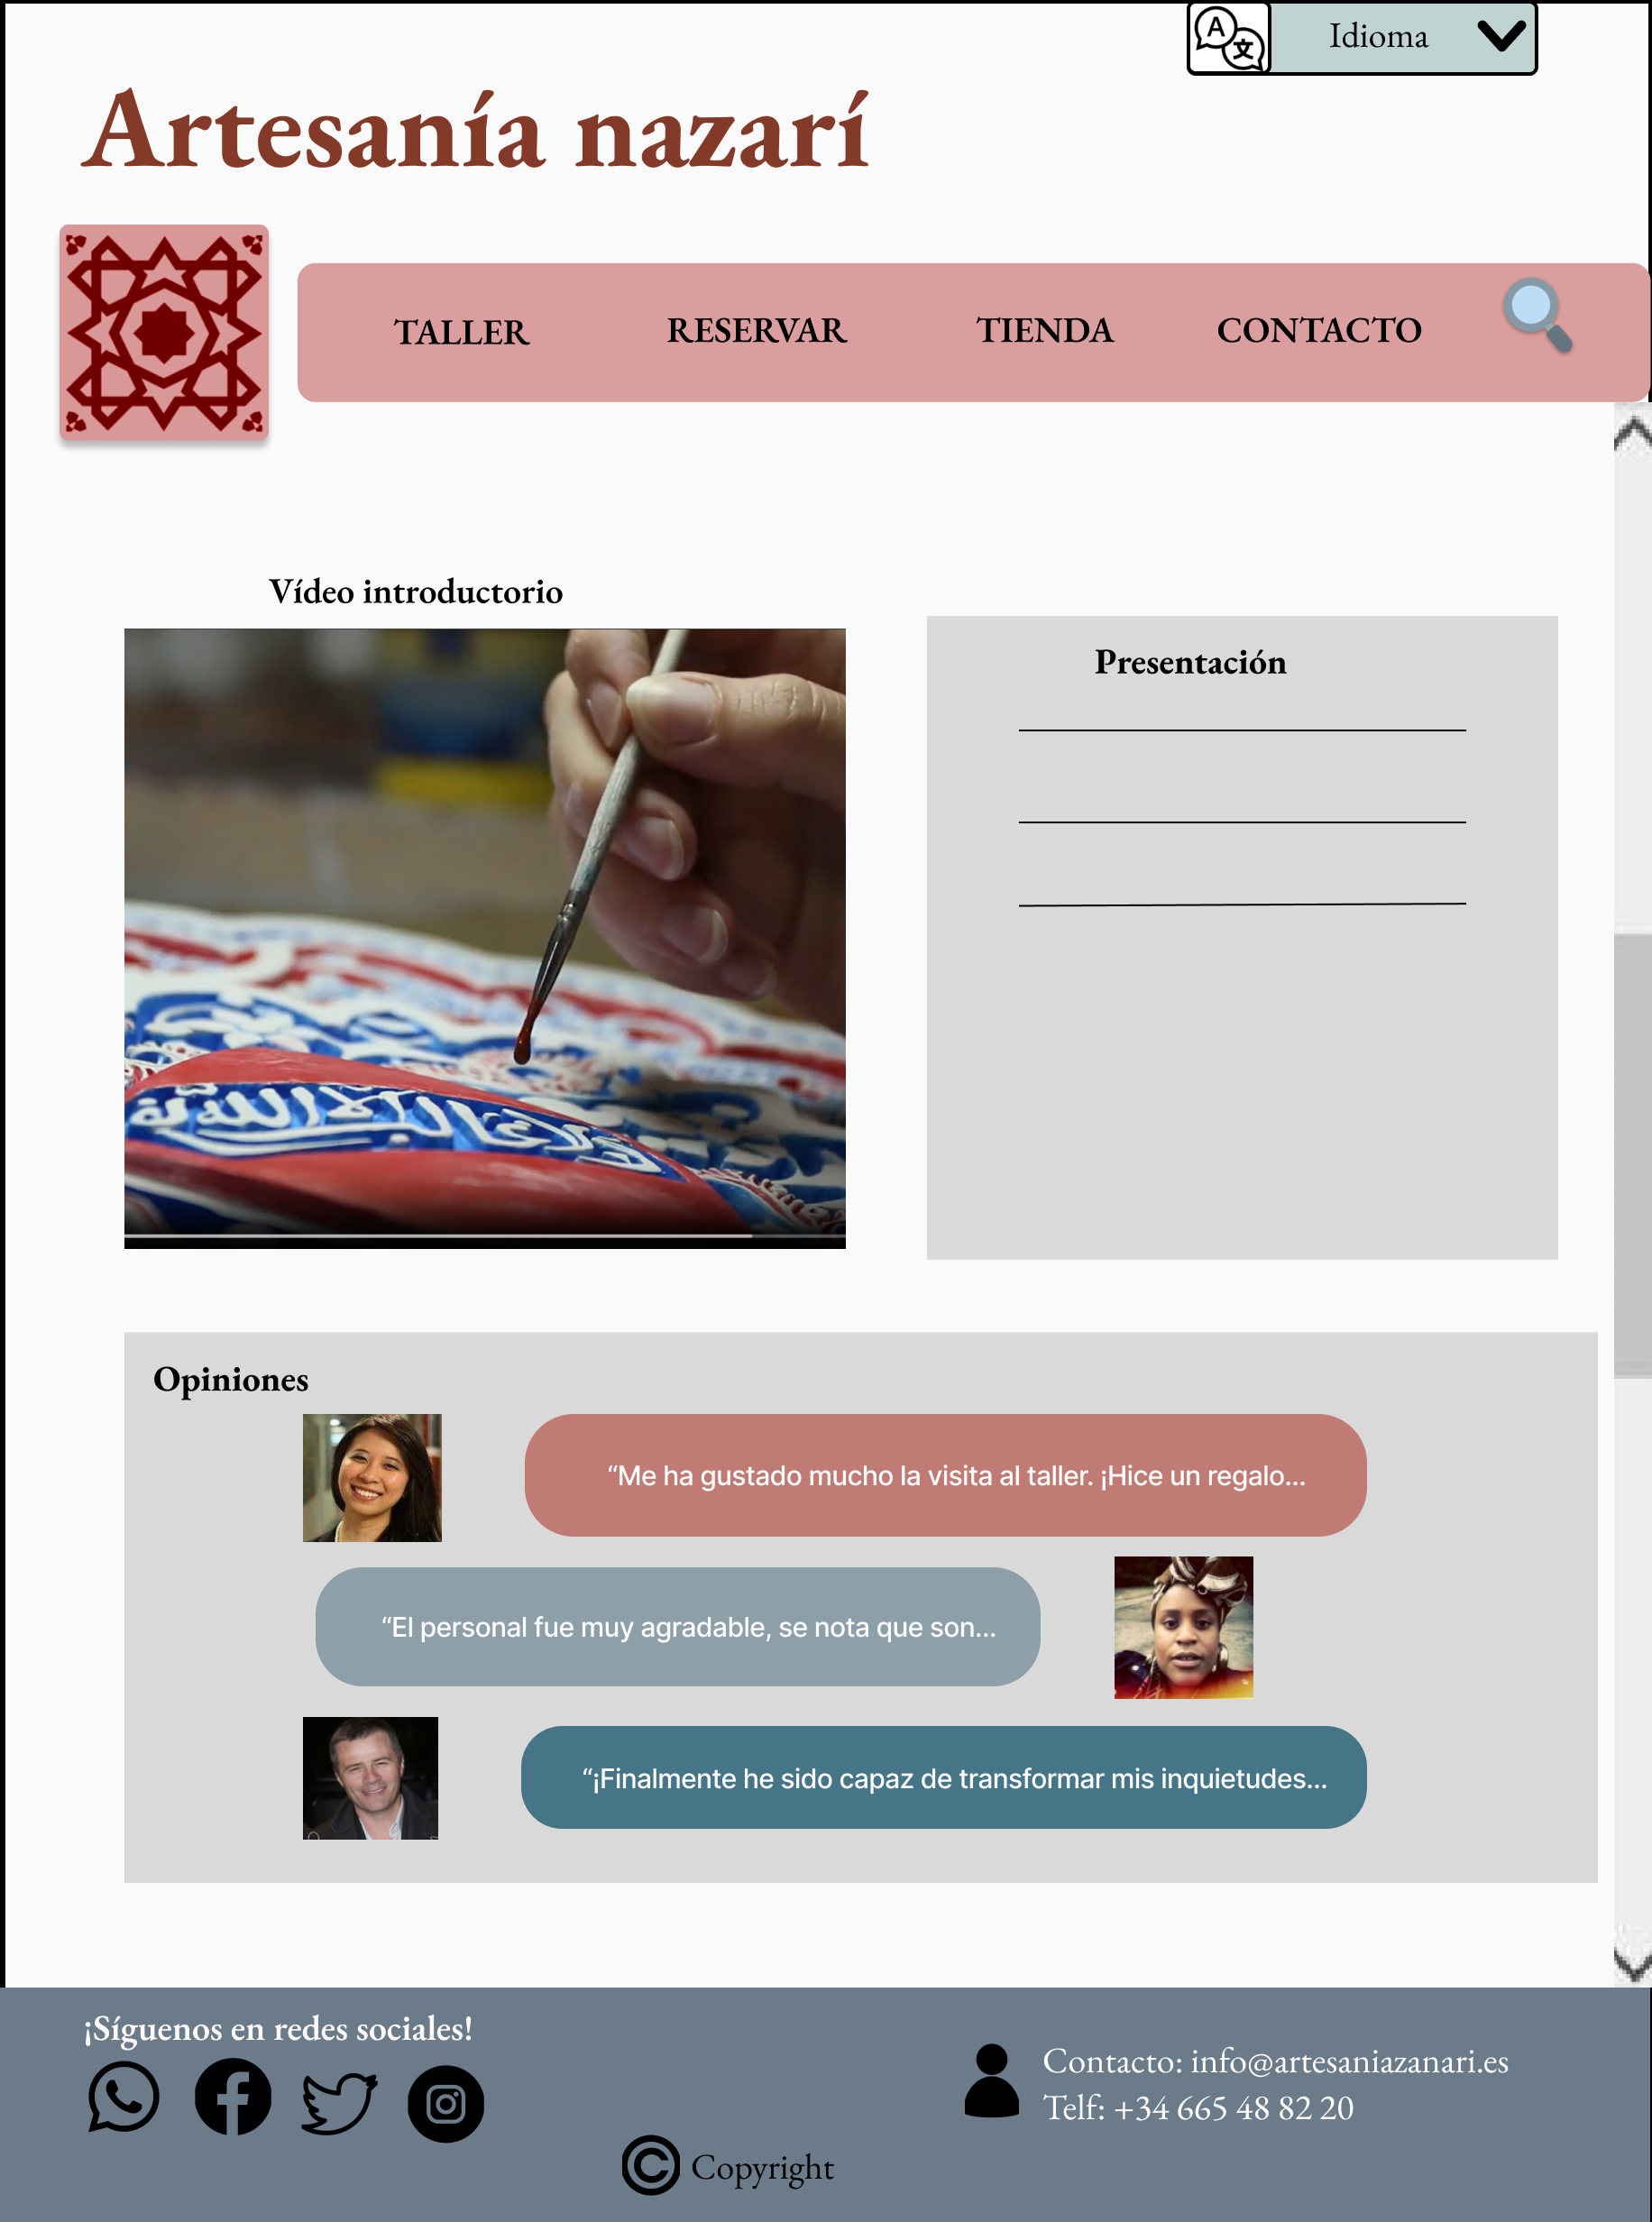 A 文
Idioma
Artesanía nazarí
TALLER RESERVAR TIENDA CONTACTO
Vídeo introductorio
Presentación
Opiniones
“Me ha gustado mucho la visita al taller. ¡Hice un regalo...
“El personal fue muy agradable, se nota que son...
“¡Finalmente he sido capaz de transformar mis inquietudes...
¡Síguenos en redes sociales!
Contacto: info@artesaniazanari.es
Telf: +34 665 48 82 20
© Copyright